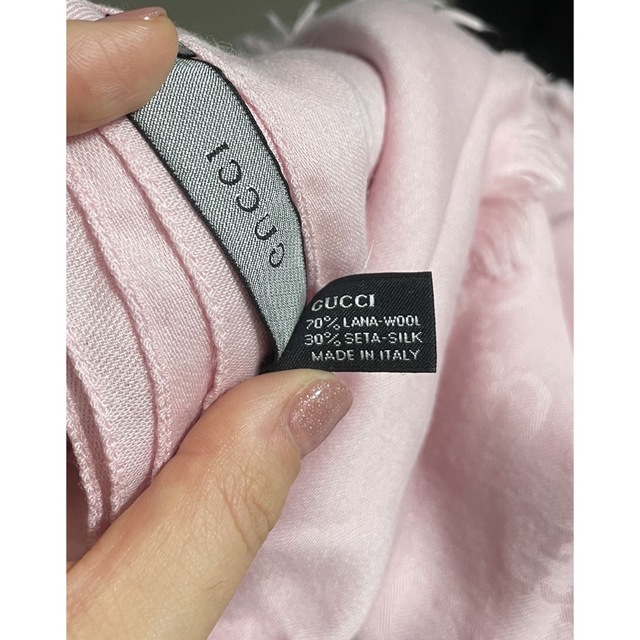 GUCCI
GUCCI
70% LANA-WOOL
30% SETA-SILK
MADE IN ITALY